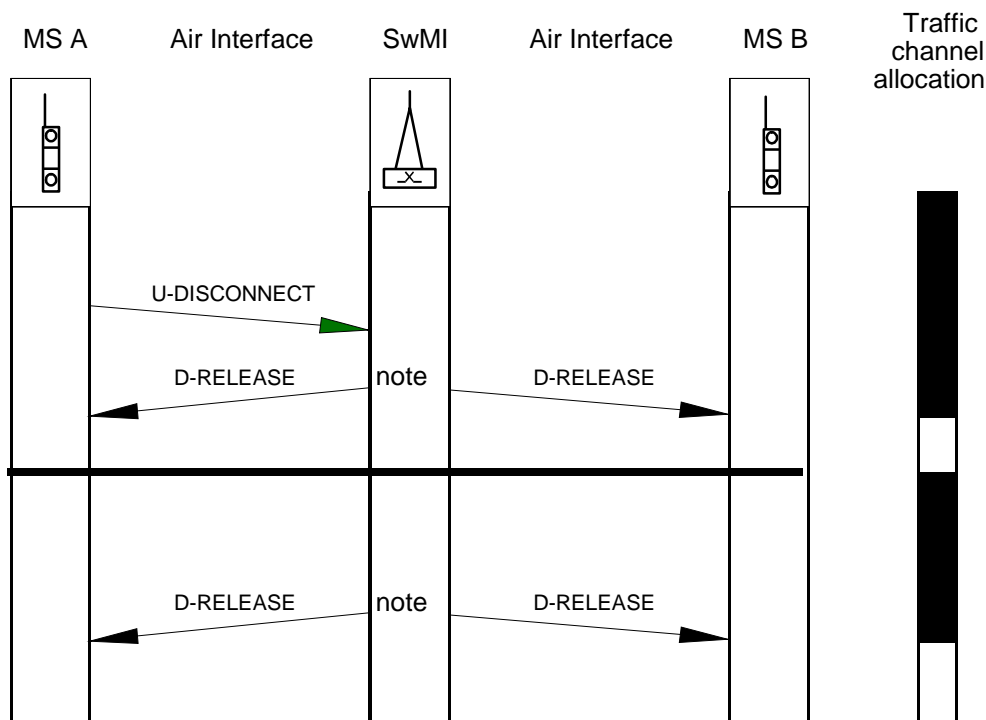 MS A Air Interface SwMI Air Interface MS B
Traffic
channel
allocation
U-DISCONNECT
D-RELEASE note D-RELEASE
D-RELEASE note D-RELEASE